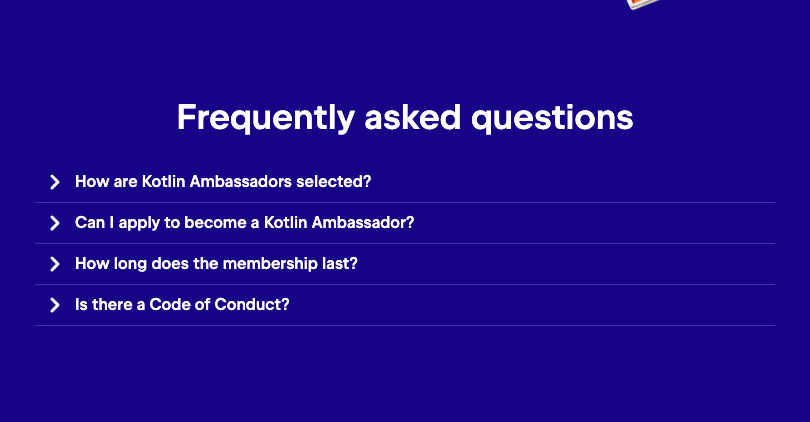 Frequently asked questions
How are Kotlin Ambassadors selected?
Can I apply to become a Kotlin Ambassador?
How long does the membership last?
Is there a Code of Conduct?